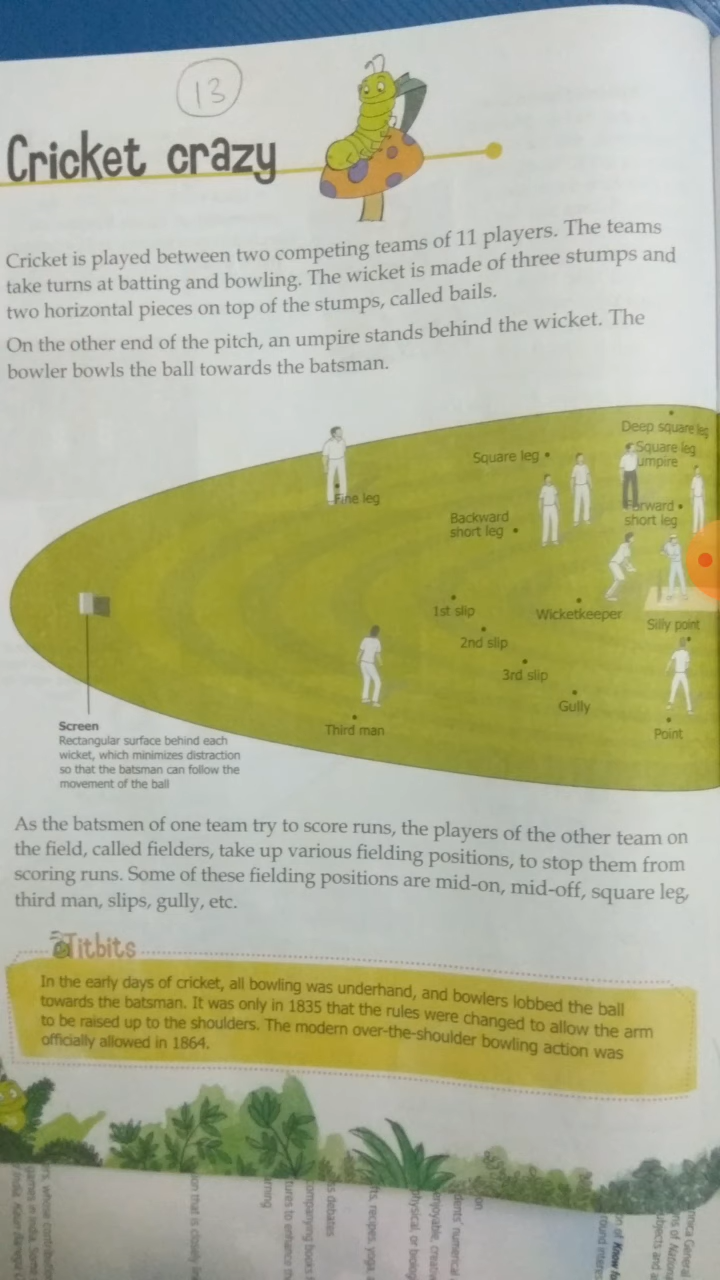 13
Cricket crazy
Cricket is played between two competing teams of 11 players. The teams
take turns at batting and bowling. The wicket is made of three stumps and
two horizontal pieces on top of the stumps, called bails.
On the other end of the pitch, an umpire stands behind the wicket. The
bowler bowls the ball towards the batsman.
Deep square leg
Square leg
Square leg
umpire
Fine leg
Forward
short leg
Backward
short leg
1st slip
Wicketkeeper
Silly point
2nd slip
3rd slip
Gully
Third man
Point
Screen
Rectangular surface behind each
wicket, which minimizes distraction
so that the batsman can follow the
movement of the ball
As the batsmen of one team try to score runs, the players of the other team on
the field, called fielders, take up various fielding positions, to stop them from
scoring runs. Some of these fielding positions are mid-on, mid-off, square leg,
third man, slips, gully, etc.
Titbits
In the early days of cricket, all bowling was underhand, and bowlers lobbed the ball
towards the batsman. It was only in 1835 that the rules were changed to allow the arm
to be raised up to the shoulders. The modern over-the-shoulder bowling action was
officially allowed in 1864.